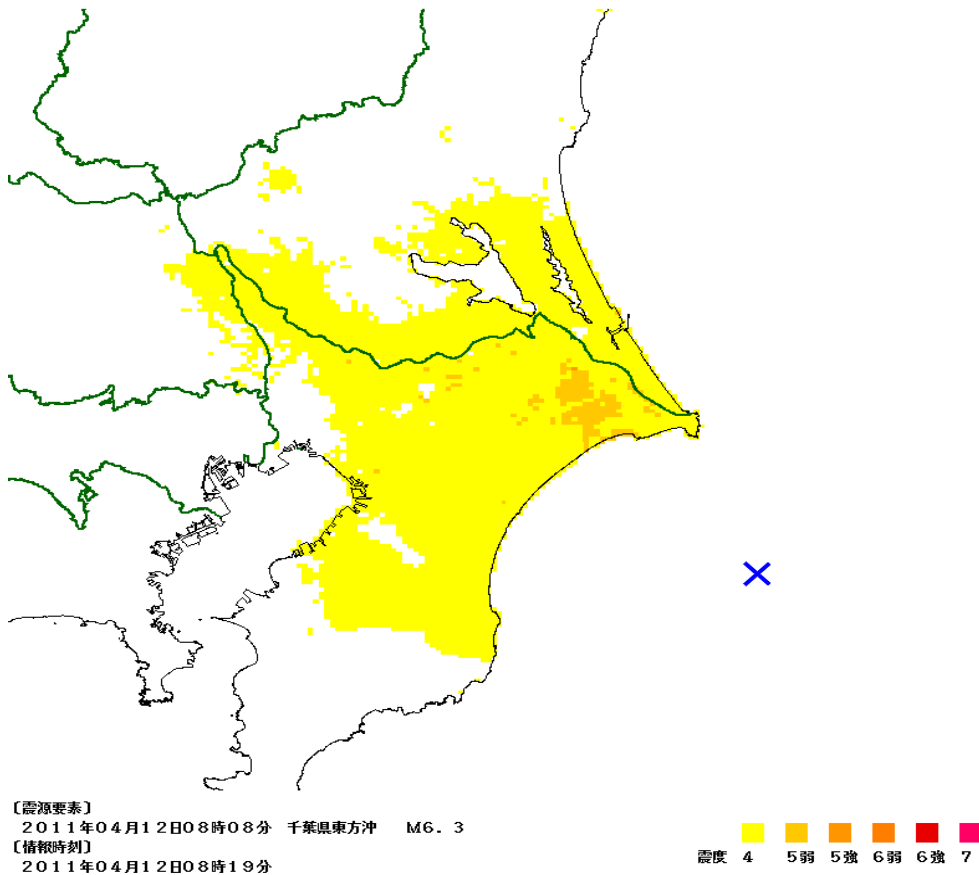 [震源要素]
2011年04月12日08時08分 千葉県東方沖 M6.3
[情報時刻]
2011年04月12日08時19分
震度 4 5弱 5強 6弱 6強 7